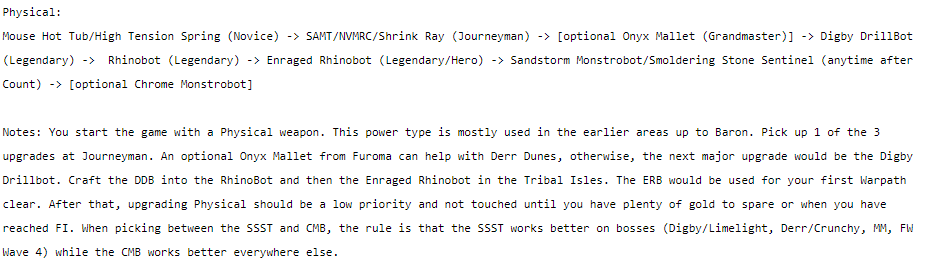 Physical:
Mouse Hot Tub/High Tension Spring (Novice) -> SAMT/NVMRC/Shrink Ray (Journeyman) -> [optional Onyx Mallet (Grandmaster)] -> Digby DrillBot
(Legendary) ->  Rhinobot (Legendary) -> Enraged Rhinobot (Legendary/Hero) -> Sandstorm Monstrobot/Smoldering Stone Sentinel (anytime after
Count) -> [optional Chrome Monstrobot]
Notes: You start the game with a Physical weapon. This power type is mostly used in the earlier areas up to Baron. Pick up 1 of the 3
upgrades at Journeyman. An optional Onyx Mallet from Furoma can help with Derr Dunes, otherwise, the next major upgrade would be the Digby
Drillbot. Craft the DDB into the RhinoBot and then the Enraged Rhinobot in the Tribal Isles. The ERB would be used for your first Warpath
clear. After that, upgrading Physical should be a low priority and not touched until you have plenty of gold to spare or when you have
reached FI. When picking between the SSST and CMB, the rule is that the SSST works better on bosses (Digby/Limelight, Derr/Crunchy, MM, FW
Wave 4) while the CMB works better everywhere else.